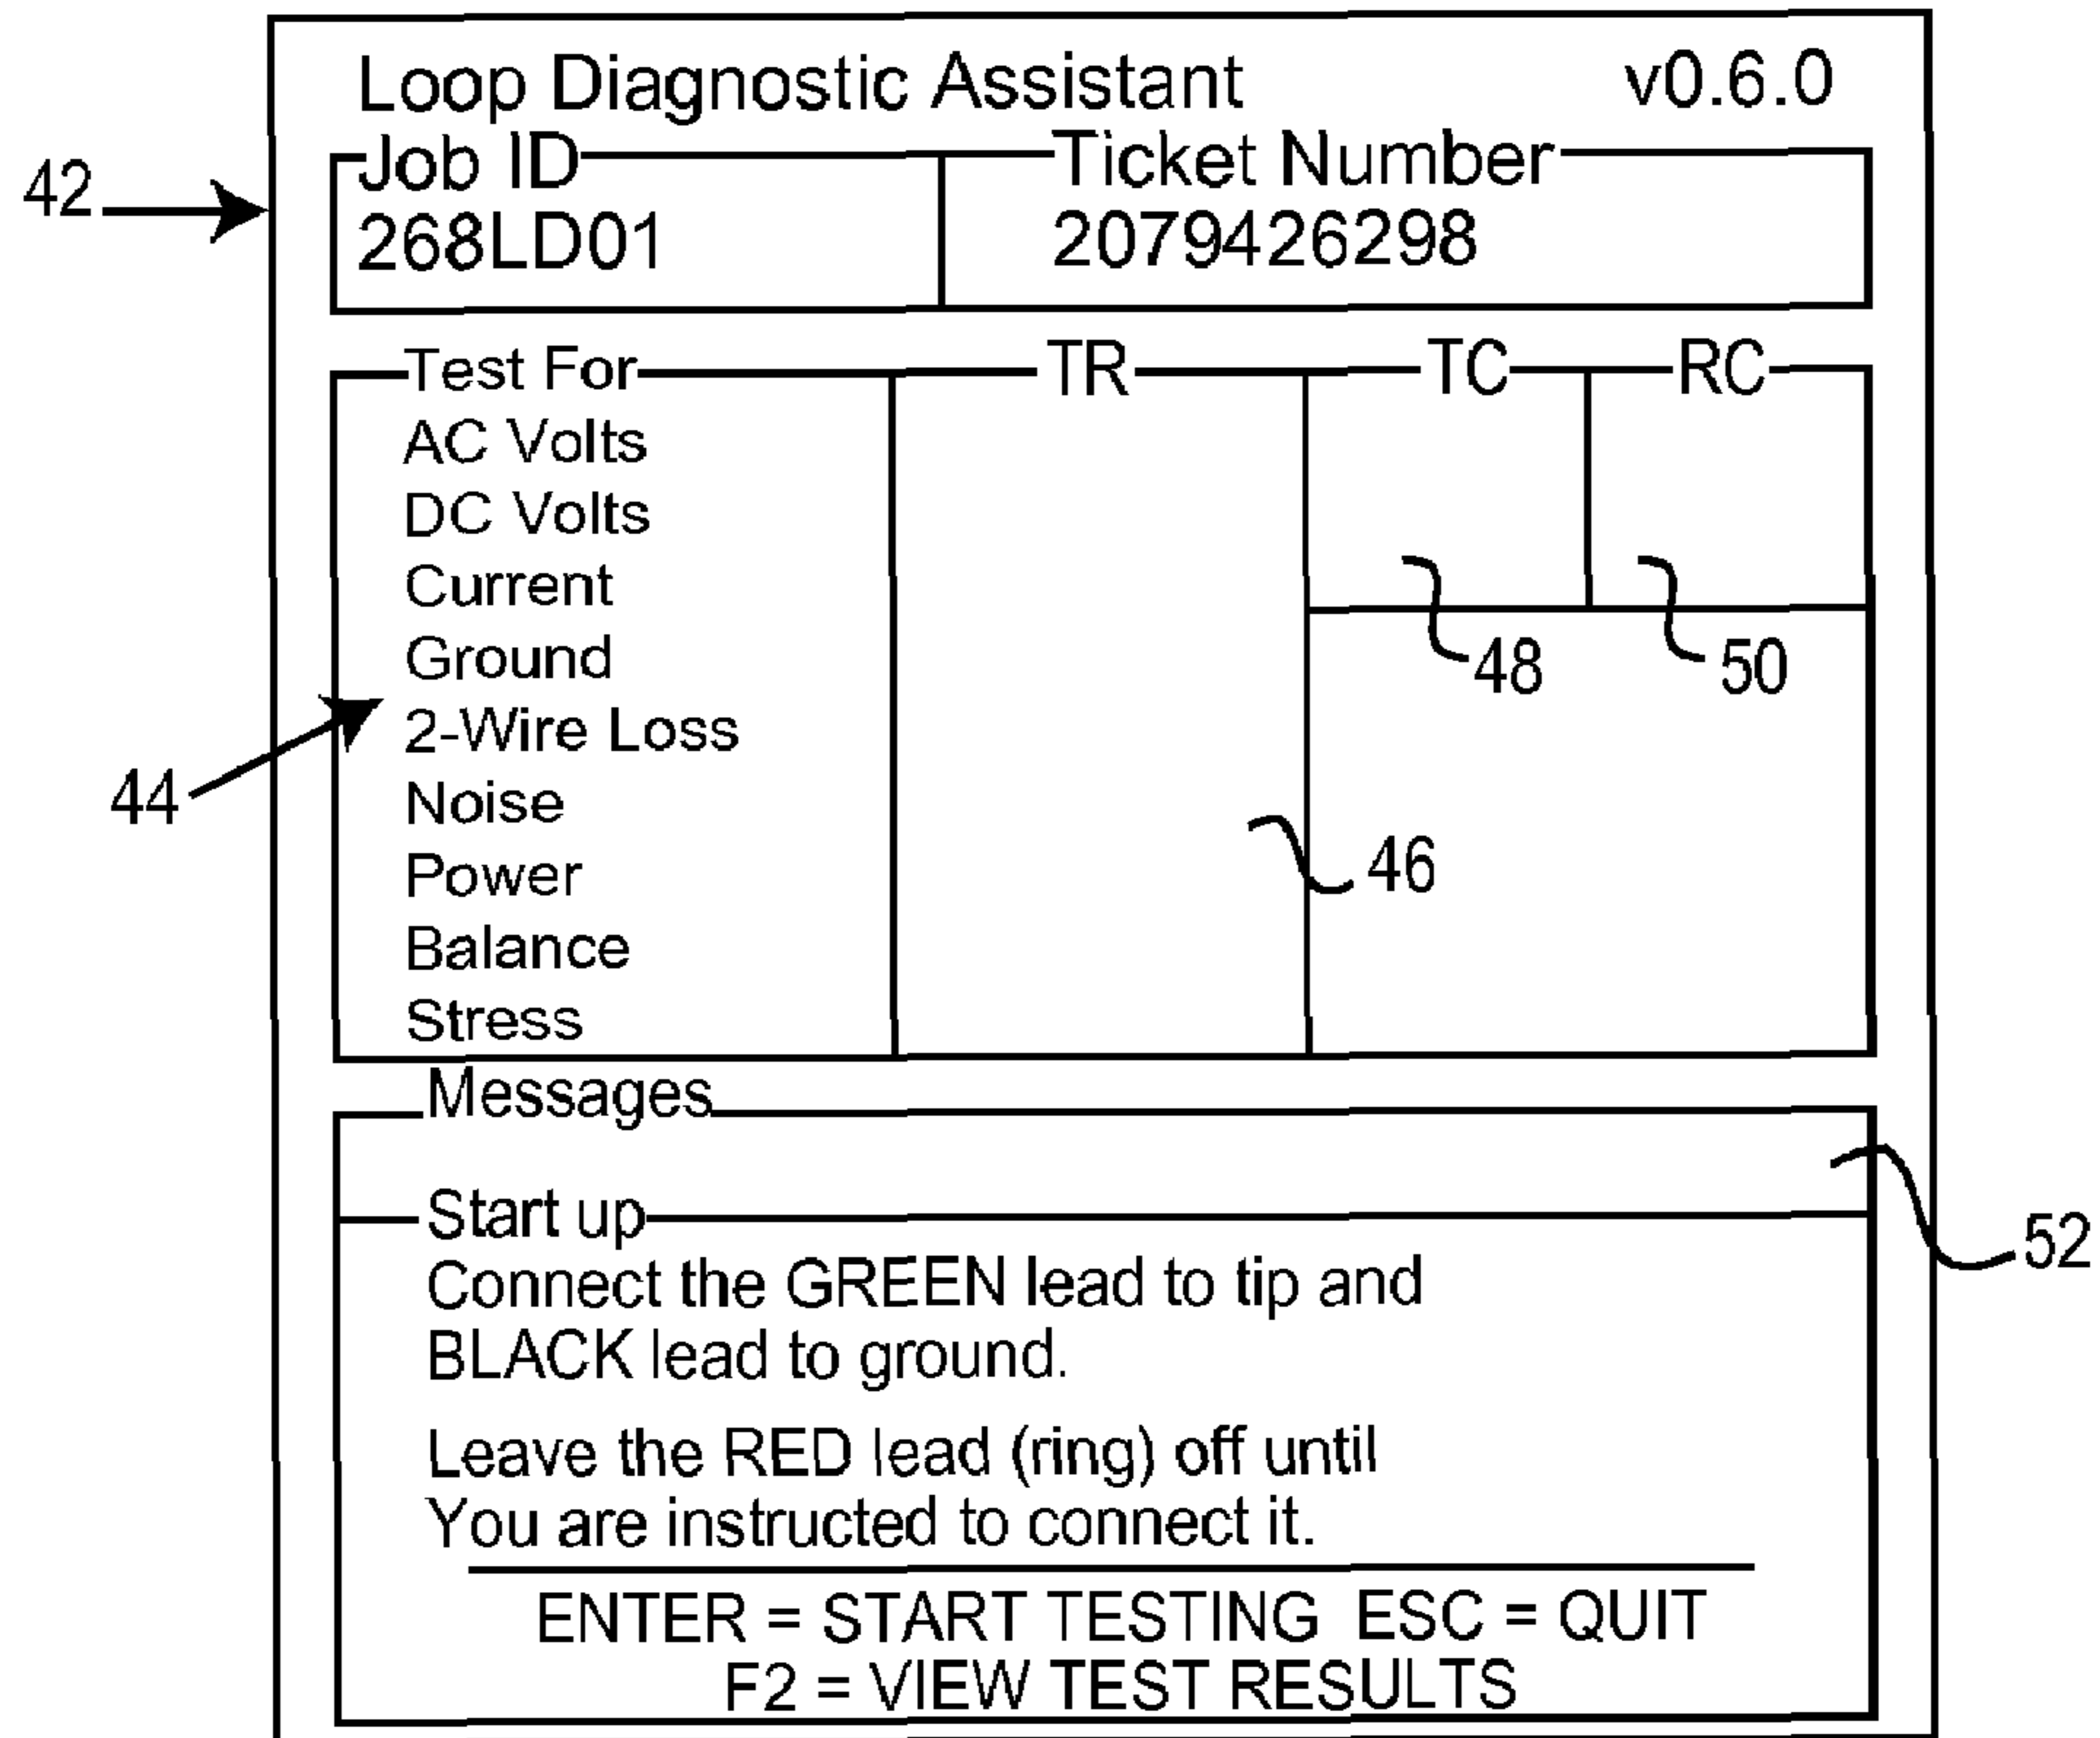 Loop Diagnostic Assistant v0.6.0
Job ID Ticket Number
42
268LD01 2079426298
Test For TR TC RC
AC Volts
DC Volts
Current
Ground
48 50
2-Wire Loss
44
Noise
46
Power
Balance
Stress
Messages
Start up
52
Connect the GREEN lead to tip and
BLACK lead to ground.
Leave the RED lead (ring) off until
You are instructed to connect it.
ENTER = START TESTING ESC = QUIT
F2 = VIEW TEST RESULTS